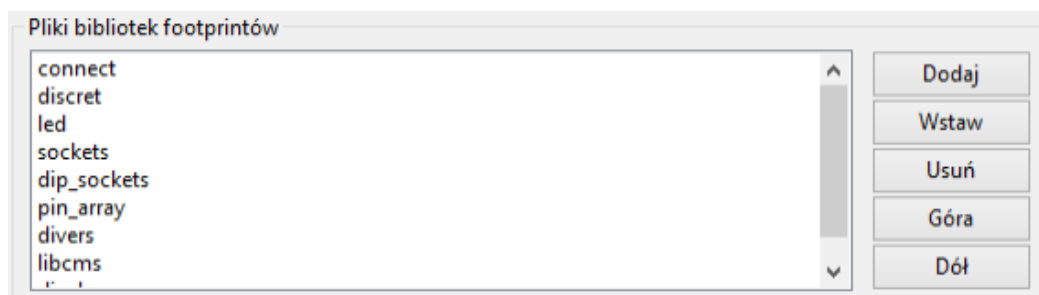 Pliki bibliotek footprintów
connect
discret
led
sockets
dip_sockets
pin_array
divers
libcms
Dodaj
Wstaw
Usuń
Góra
Dół